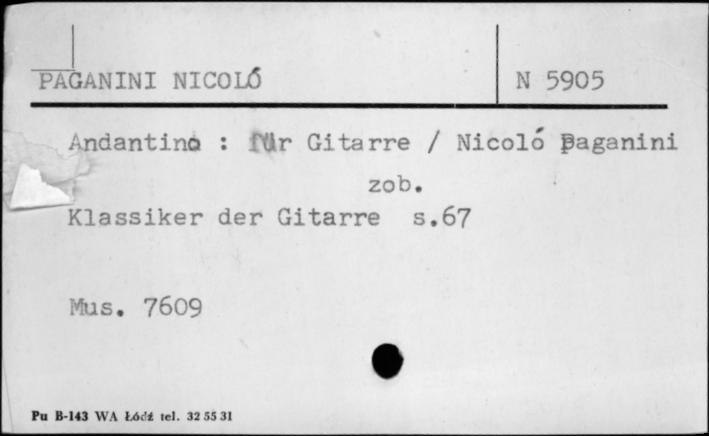 PAGANINI NICOLÓ N 5905
Andantino : für Gitarre / Nicoló Paganini
zob.
Klassiker der Gitarre s.67
Mus. 7609
Pu B-143 WA Łódź tel. 32 55 31